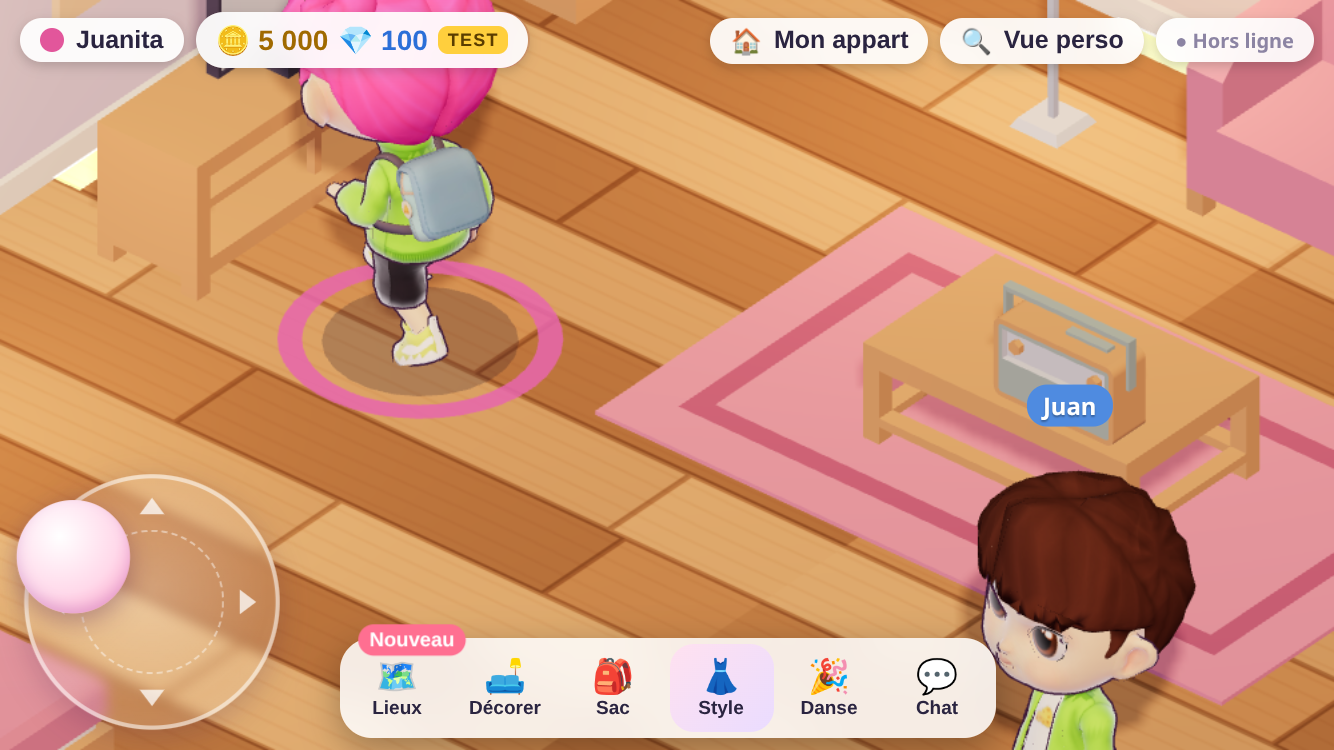 Juanita
5 000
100
TEST
Mon appart
Vue perso
Hors ligne
Juan
Nouveau
Lieux
Décorer
Sac
Style
Danse
Chat